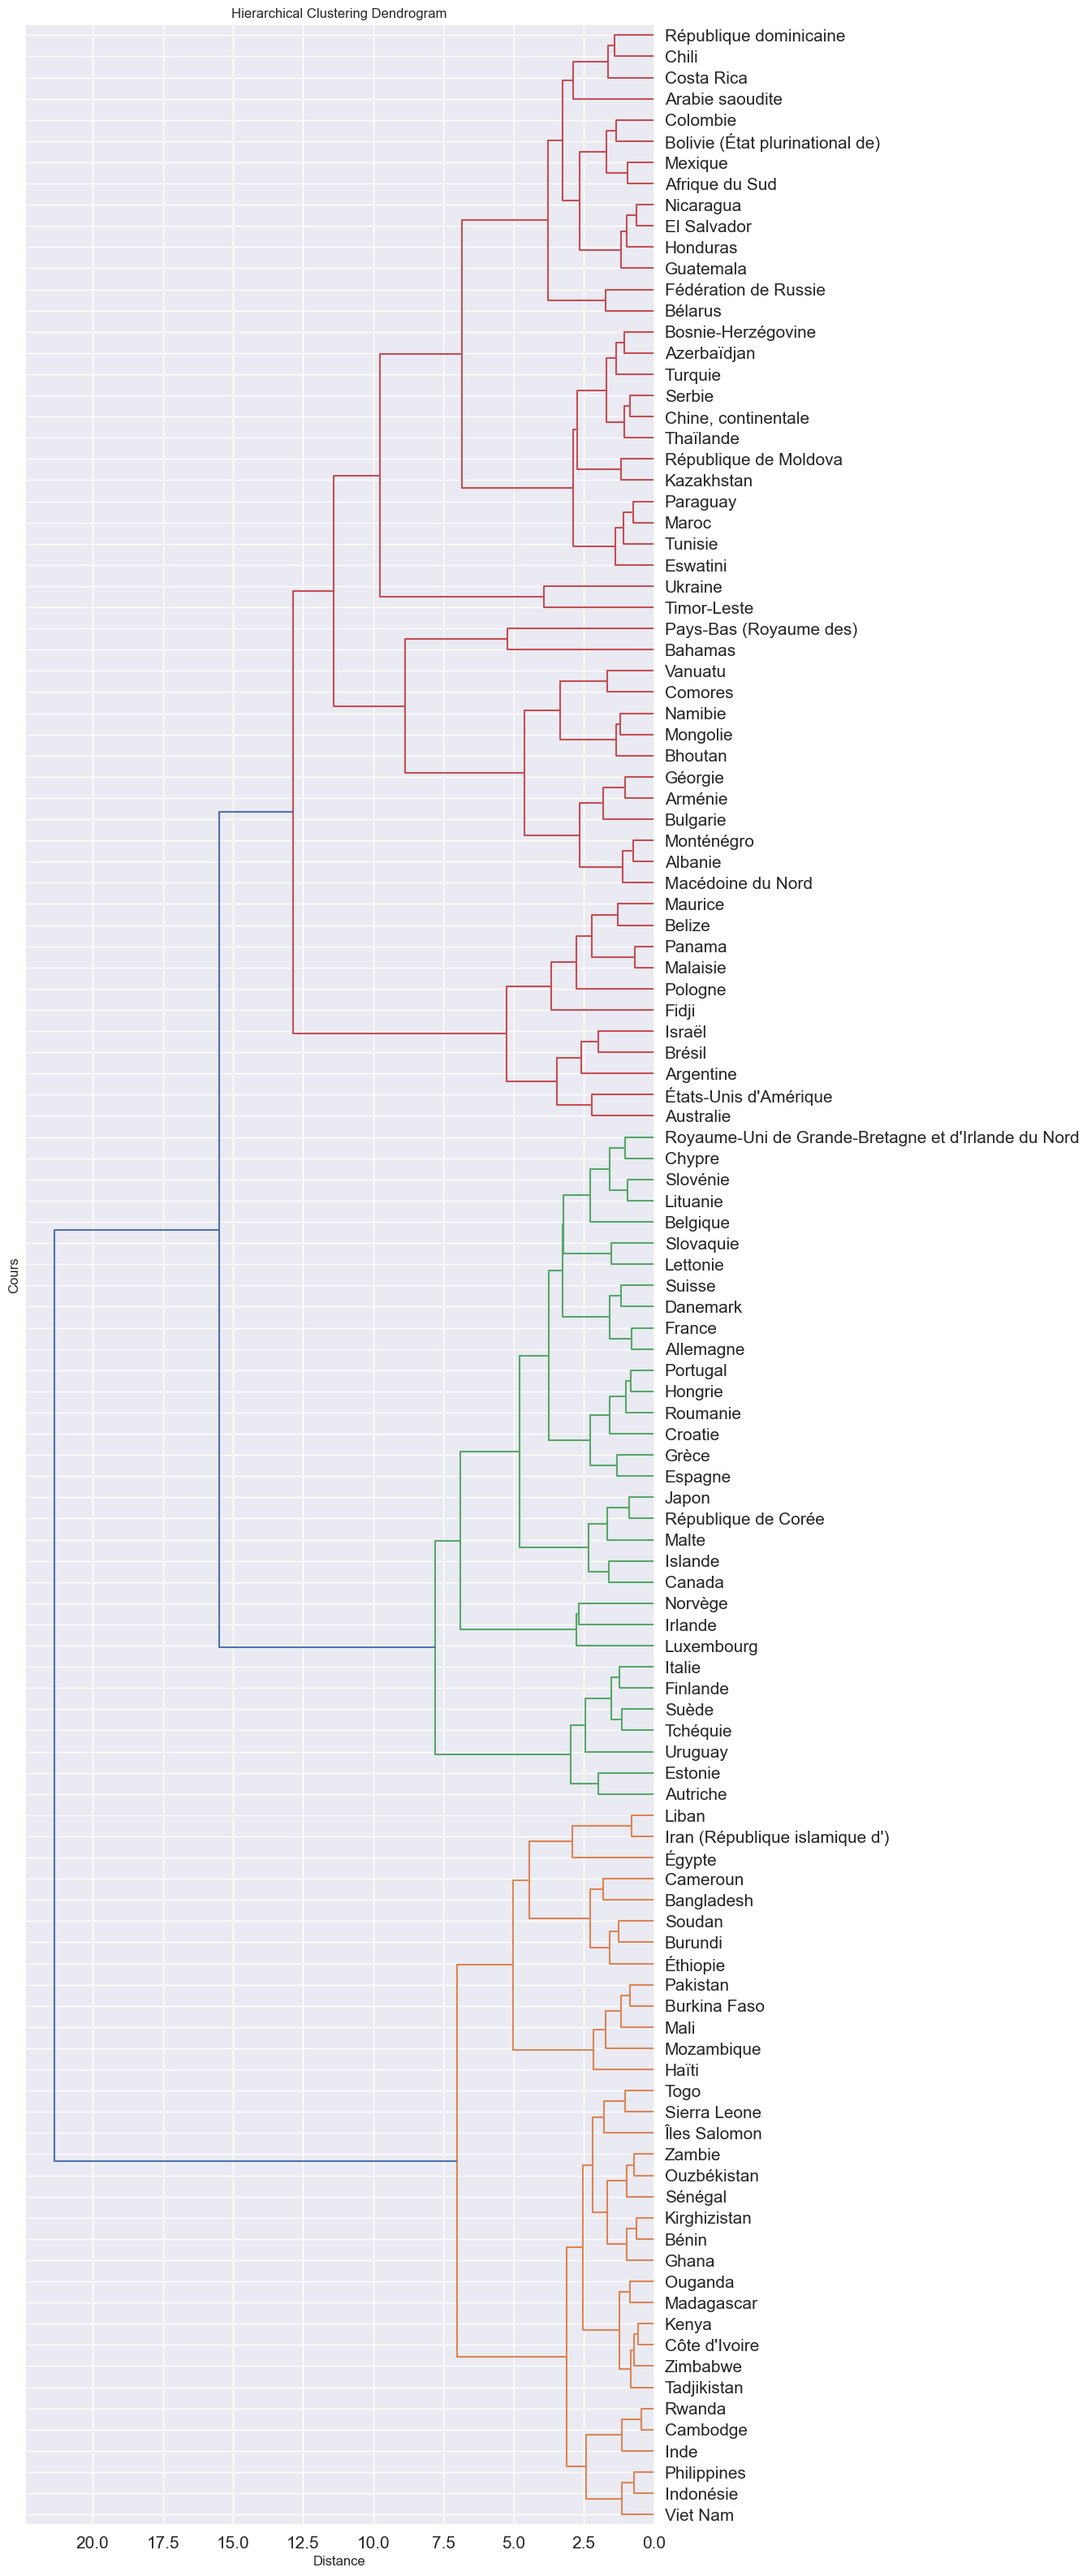 Hierarchical Clustering Dendrogram
République dominicaine
Chili
Costa Rica
Arabie saoudite
Colombie
Bolivie (État plurinational de)
Mexique
Afrique du Sud
Nicaragua
El Salvador
Honduras
Guatemala
Fédération de Russie
Bélarus
Bosnie-Herzégovine
Azerbaïdjan
Turquie
Serbie
Chine, continentale
Thaïlande
République de Moldova
Kazakhstan
Paraguay
Maroc
Tunisie
Eswatini
Ukraine
Timor-Leste
Pays-Bas (Royaume des)
Bahamas
Vanuatu
Comores
Namibie
Mongolie
Bhoutan
Géorgie
Arménie
Bulgarie
Monténégro
Albanie
Macédoine du Nord
Maurice
Belize
Panama
Malaisie
Pologne
Fidji
Israël
Brésil
Argentine
États-Unis d'Amérique
Australie
Royaume-Uni de Grande-Bretagne et d'Irlande du Nord
Chypre
Slovénie
Lituanie
Belgique
Slovaquie
Lettonie
Suisse
Danemark
France
Allemagne
Portugal
Hongrie
Roumanie
Croatie
Grèce
Espagne
Japon
République de Corée
Malte
Islande
Canada
Norvège
Irlande
Luxembourg
Italie
Finlande
Suède
Tchéquie
Uruguay
Estonie
Autriche
Liban
Iran (République islamique d')
Égypte
Cameroun
Bangladesh
Soudan
Burundi
Éthiopie
Pakistan
Burkina Faso
Mali
Mozambique
Haïti
Togo
Sierra Leone
Îles Salomon
Zambie
Ouzbékistan
Sénégal
Kirghizistan
Bénin
Ghana
Ouganda
Madagascar
Kenya
Côte d'Ivoire
Zimbabwe
Tadjikistan
Rwanda
Cambodge
Inde
Philippines
Indonésie
Viet Nam
Cours
20.0 17.5 15.0 12.5 10.0 7.5 5.0 2.5 0.0
Distance